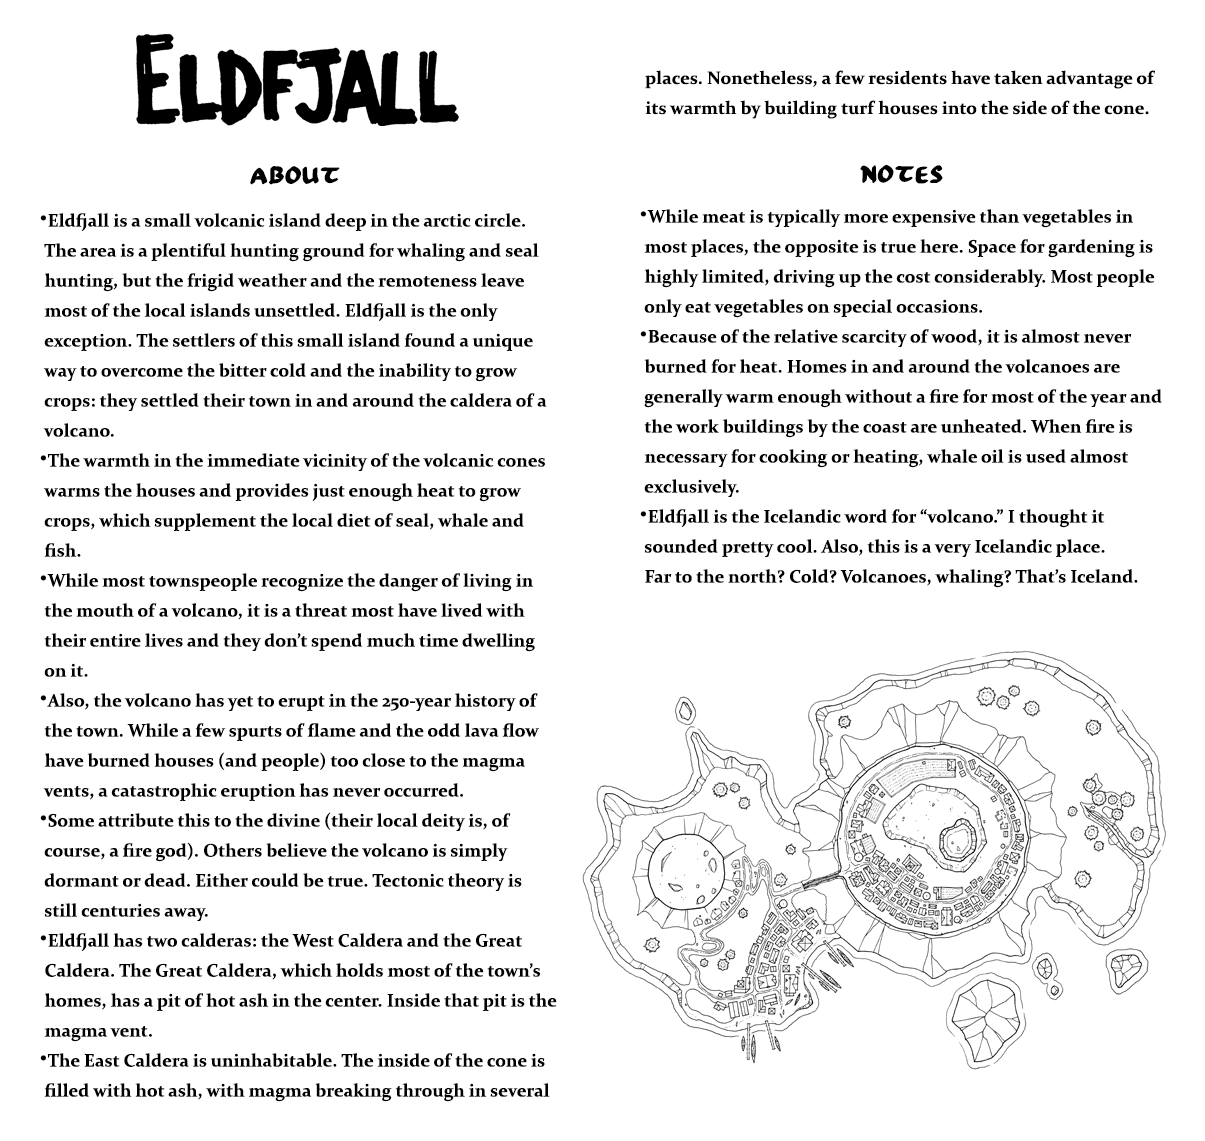 ELDFJALL
ABOUT
•Eldfjall is a small volcanic island deep in the arctic circle.
The area is a plentiful hunting ground for whaling and seal
hunting, but the frigid weather and the remoteness leave
most of the local islands unsettled. Eldfjall is the only
exception. The settlers of this small island found a unique
way to overcome the bitter cold and the inability to grow
crops: they settled their town in and around the caldera of a
volcano.
•The warmth in the immediate vicinity of the volcanic cones
warms the houses and provides just enough heat to grow
crops, which supplement the local diet of seal, whale and
fish.
•While most townspeople recognize the danger of living in
the mouth of a volcano, it is a threat most have lived with
their entire lives and they don’t spend much time dwelling
on it.
•Also, the volcano has yet to erupt in the 250-year history of
the town. While a few spurts of flame and the odd lava flow
have burned houses (and people) too close to the magma
vents, a catastrophic eruption has never occurred.
•Some attribute this to the divine (their local deity is, of
course, a fire god). Others believe the volcano is simply
dormant or dead. Either could be true. Tectonic theory is
still centuries away.
•Eldfjall has two calderas: the West Caldera and the Great
Caldera. The Great Caldera, which holds most of the town’s
homes, has a pit of hot ash in the center. Inside that pit is the
magma vent.
•The East Caldera is uninhabitable. The inside of the cone is
filled with hot ash, with magma breaking through in several
places. Nonetheless, a few residents have taken advantage of
its warmth by building turf houses into the side of the cone.
NOTES
•While meat is typically more expensive than vegetables in
most places, the opposite is true here. Space for gardening is
highly limited, driving up the cost considerably. Most people
only eat vegetables on special occasions.
•Because of the relative scarcity of wood, it is almost never
burned for heat. Homes in and around the volcanoes are
generally warm enough without a fire for most of the year and
the work buildings by the coast are unheated. When fire is
necessary for cooking or heating, whale oil is used almost
exclusively.
•Eldfjall is the Icelandic word for “volcano.” I thought it
sounded pretty cool. Also, this is a very Icelandic place.
Far to the north? Cold? Volcanoes, whaling? That’s Iceland.